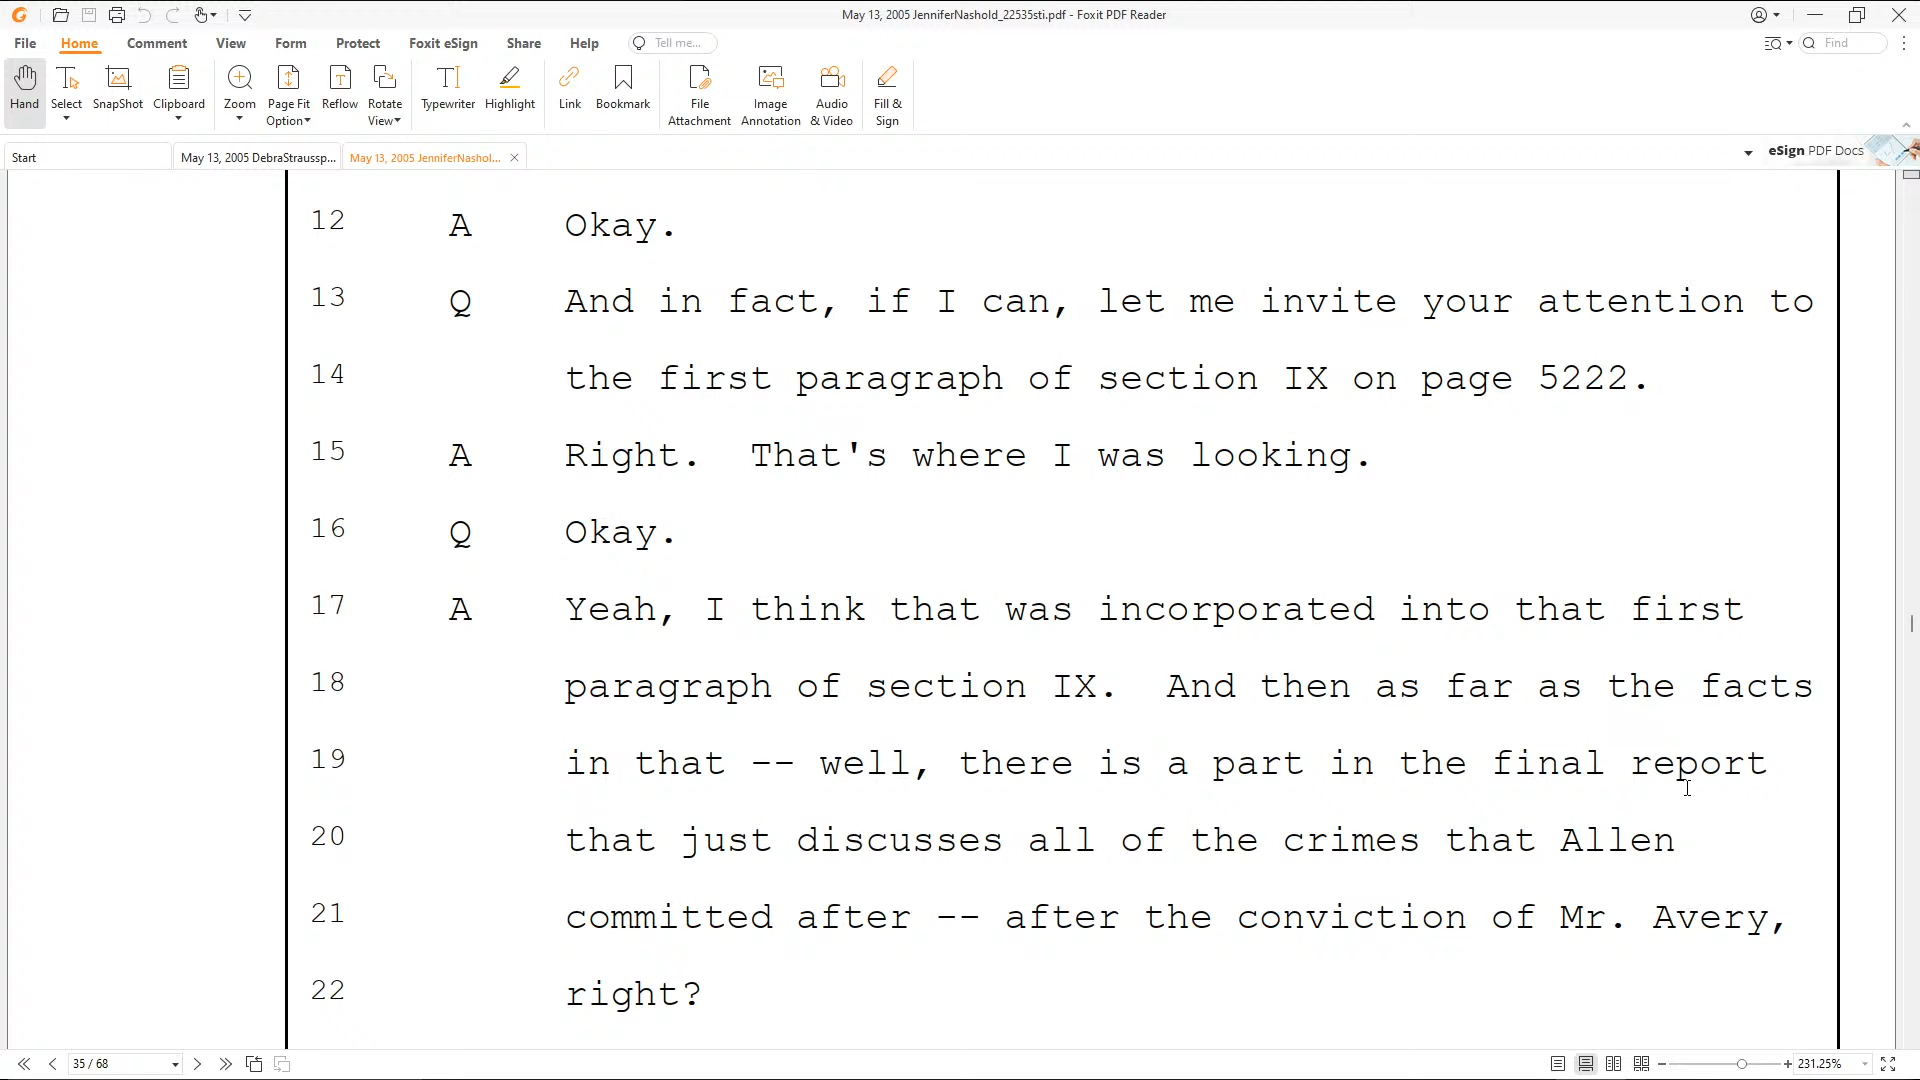 May 13, 2005 JenniferNashold_22535sti.pdf - Foxit PDF Reader
File Home Comment View Form Protect Foxit eSign Share Help Tell me... Find
Hand Select SnapShot Clipboard Zoom Page Fit Option Reflow Rotate View Typewriter Highlight Link Bookmark File Attachment Image Annotation Audio & Video Fill & Sign
Start May 13, 2005 DebraStraussp... May 13, 2005 JenniferNashol... eSign PDF Docs
12 A Okay.
13 Q And in fact, if I can, let me invite your attention to
14 the first paragraph of section IX on page 5222.
15 A Right. That's where I was looking.
16 Q Okay.
17 A Yeah, I think that was incorporated into that first
18 paragraph of section IX. And then as far as the facts
19 in that -- well, there is a part in the final report
20 that just discusses all of the crimes that Allen
21 committed after -- after the conviction of Mr. Avery,
22 right?
35 / 68 231.25%